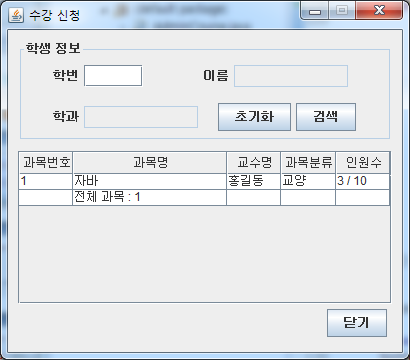 수강 신청
학생 정보
학번 이름
학과 초기화 검색
과목번호 과목명 교수명 과목분류 인원수
1 자바 홍길동 교양 3 / 10
전체 과목 : 1
닫기